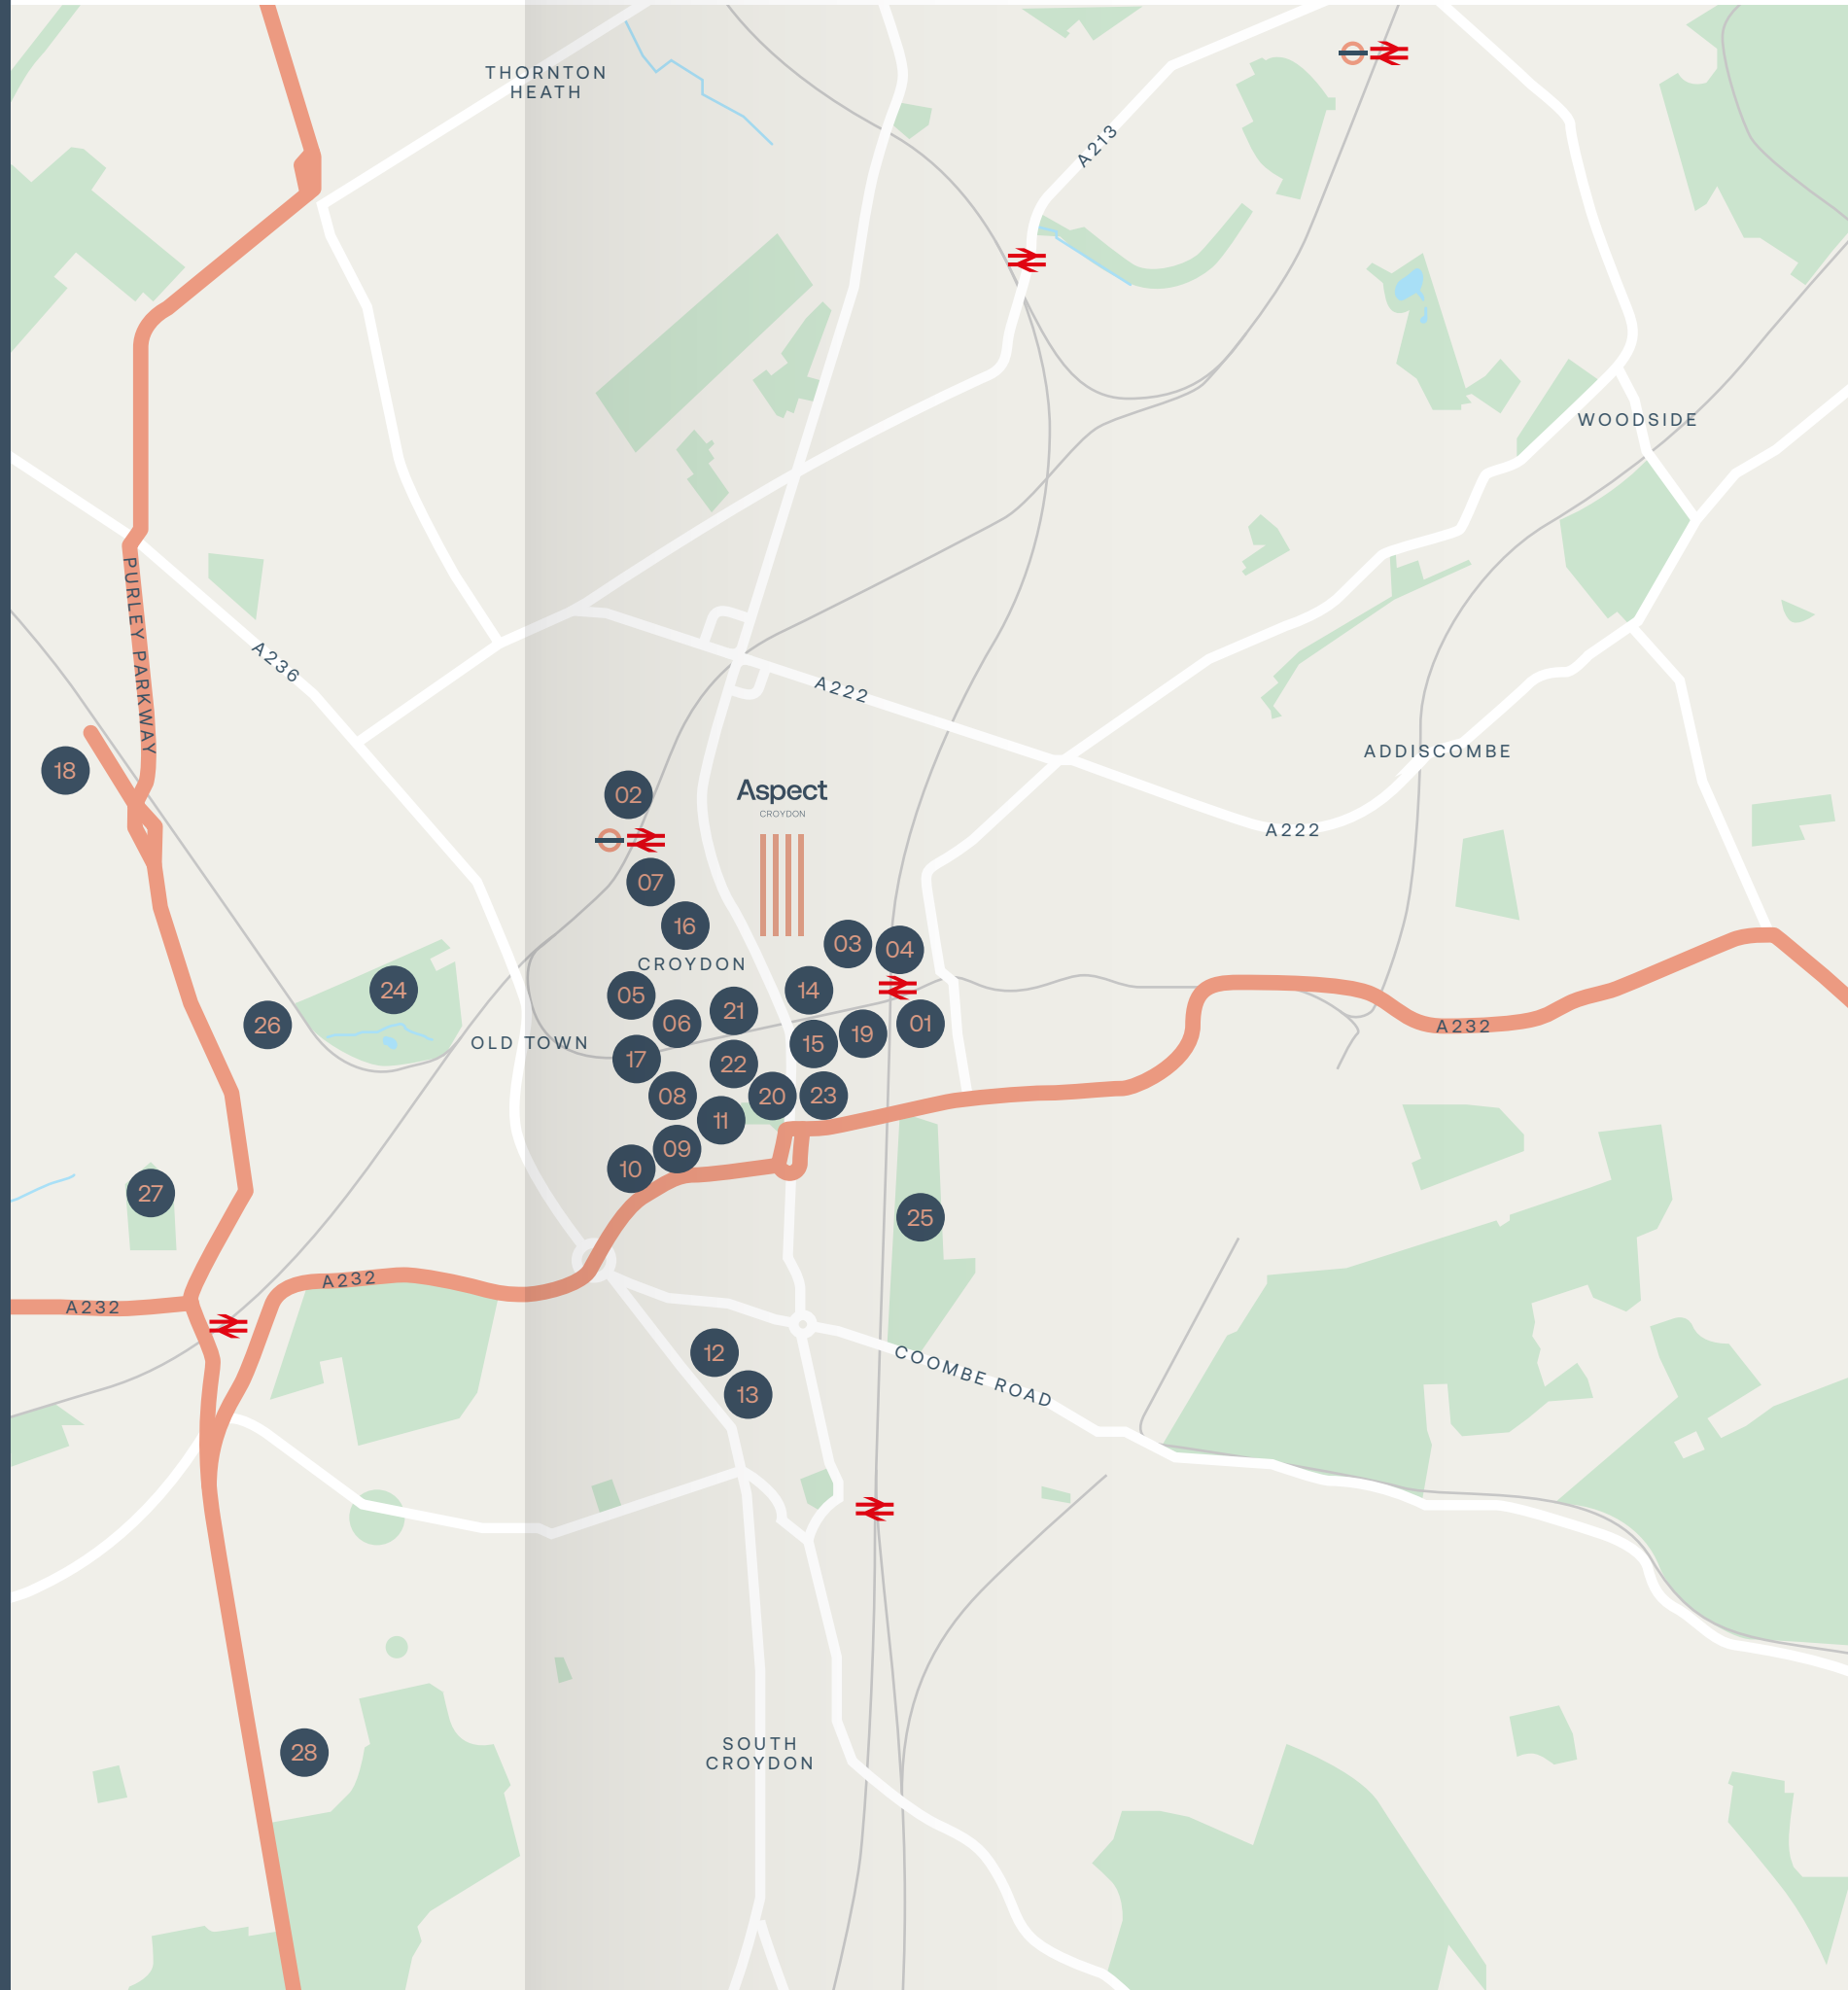 THORNTON
HEATH
A213
WOODSIDE
PURLEY PARKWAY
A236
A222
ADDISCOMBE
18
02
Aspect
CROYDON
A222
07
16
03
04
CROYDON
24
05
14
21
26
06
01
A232
OLD TOWN
15
19
17
22
08
20
23
11
09
10
27
25
A232
A232
12
COOMBE ROAD
13
SOUTH
CROYDON
28